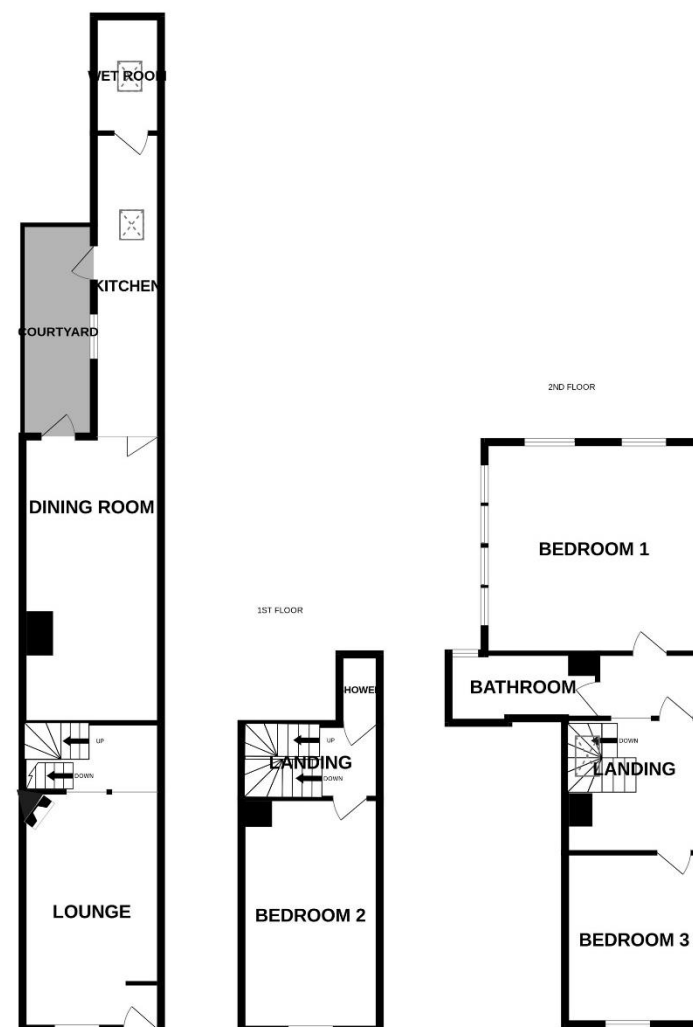 WET ROOM
KITCHEN
COURTYARD
DINING ROOM
UP
DOWN
LOUNGE
1ST FLOOR
HOWE
UP
LANDING
DOWN
BEDROOM 2
2ND FLOOR
BEDROOM 1
BATHROOM
DOWN
LANDING
BEDROOM 3